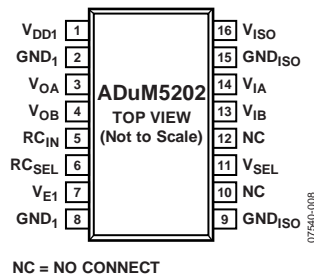 VDD1 1 16 VISO
GND1 2 15 GNDISO
VOA 3 ADuM5202 14 VIA
VOB 4 TOP VIEW 13 VIB
RCIN 5 (Not to Scale) 12 NC
RCSEL 6 11 VSEL
VE1 7 10 NC
GND1 8 9 GNDISO
07540-008
NC = NO CONNECT